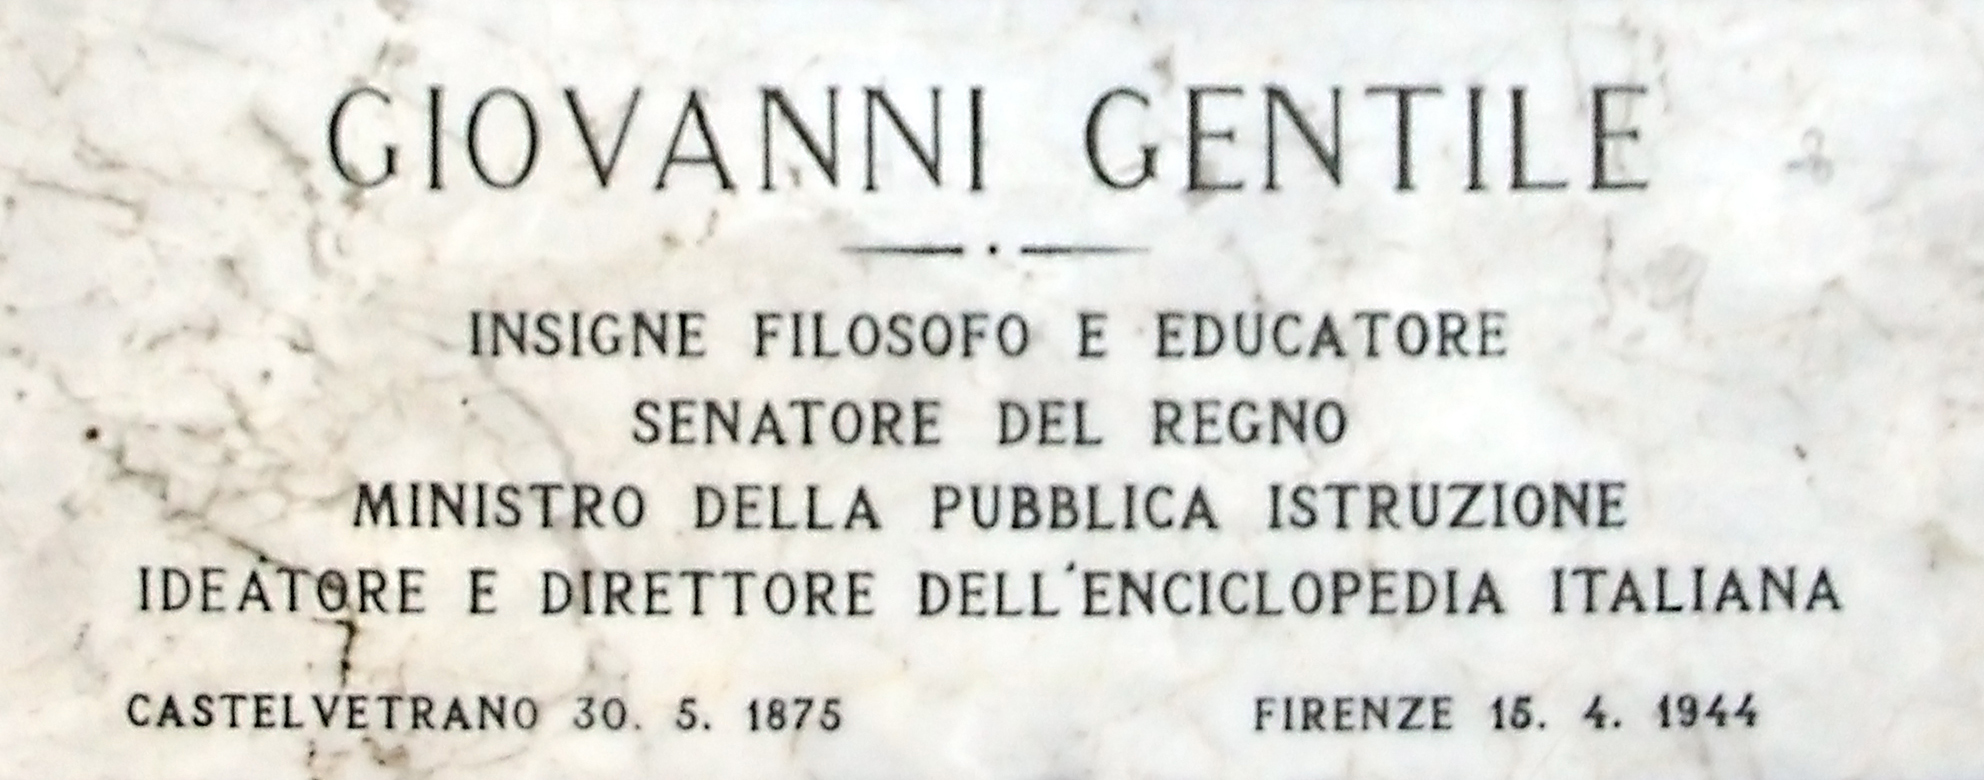 GIOVANNI GENTILE
INSIGNE FILOSOFO E EDUCATORE
SENATORE DEL REGNO
MINISTRO DELLA PUBBLICA ISTRUZIONE
IDEATORE E DIRETTORE DELL'ENCICLOPEDIA ITALIANA
CASTELVETRANO 30. 5. 1875 FIRENZE 15. 4. 1944